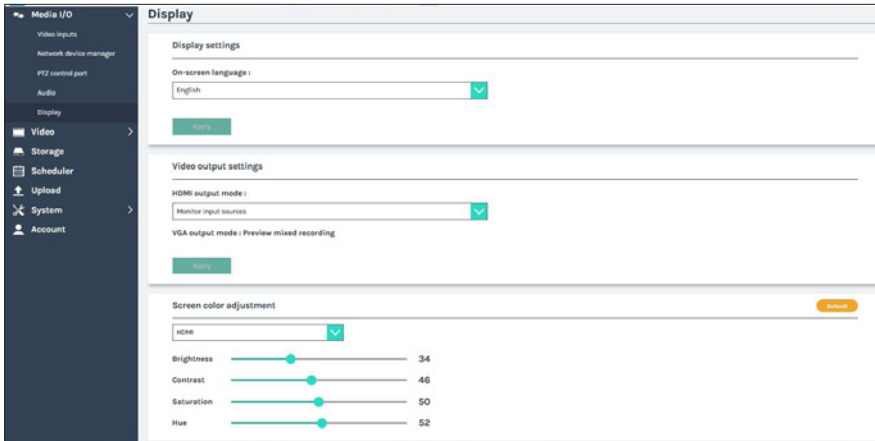 Media I/O
Video inputs
Network device manager
PTZ control port
Audio
Display
Video
Storage
Scheduler
Upload
System
Account
Display
Display settings
On-screen language :
English
Apply
Video output settings
HDMI output mode :
Monitor input sources
VGA output mode : Preview mixed recording
Apply
Screen color adjustment
Default
HDMI
Brightness 34
Contrast 46
Saturation 50
Hue 52